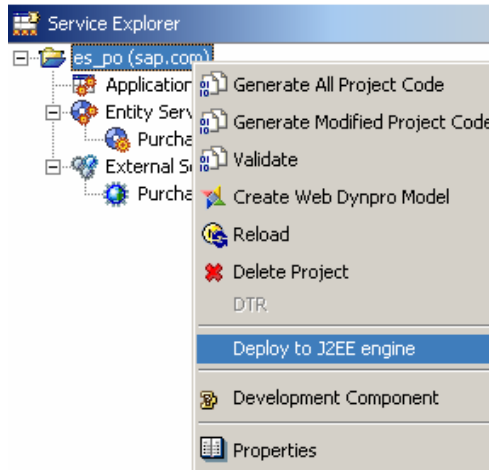 Service Explorer
es_po (sap.com)
Application
Generate All Project Code
Entity Serv
Generate Modified Project Code
Purcha
Validate
External S
Purcha
Create Web Dynpro Model
Reload
Delete Project
DTR
Deploy to J2EE engine
Development Component
Properties